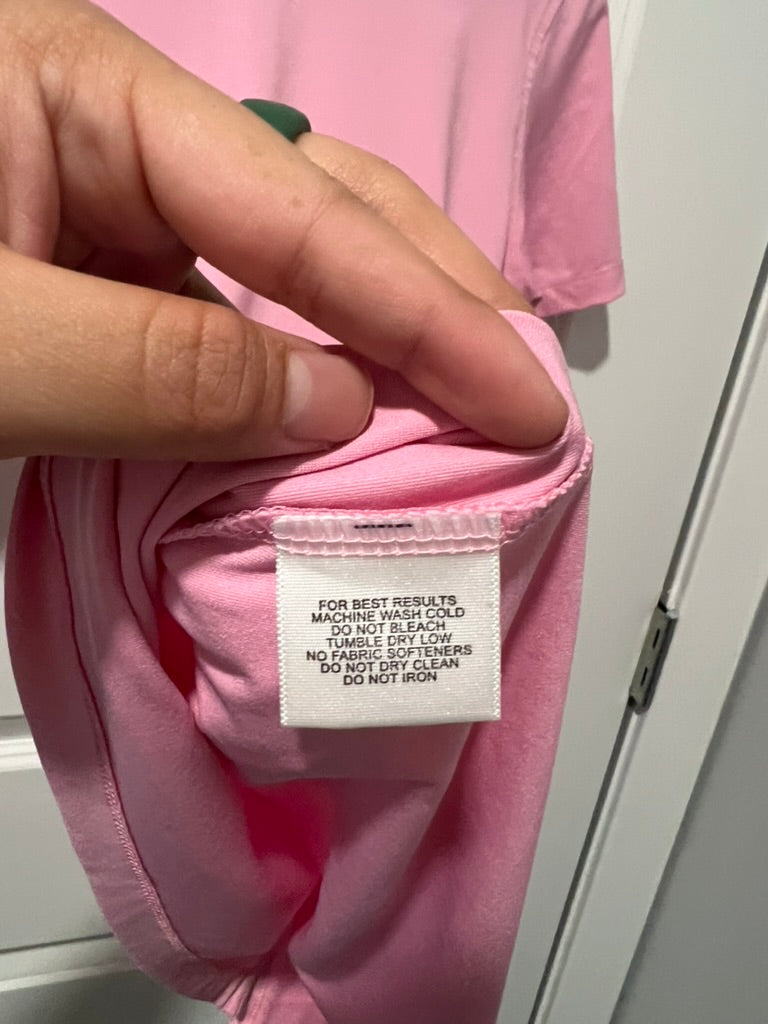 FOR BEST RESULTS
MACHINE WASH COLD
DO NOT BLEACH
TUMBLE DRY LOW
NO FABRIC SOFTENERS
DO NOT DRY CLEAN
DO NOT IRON